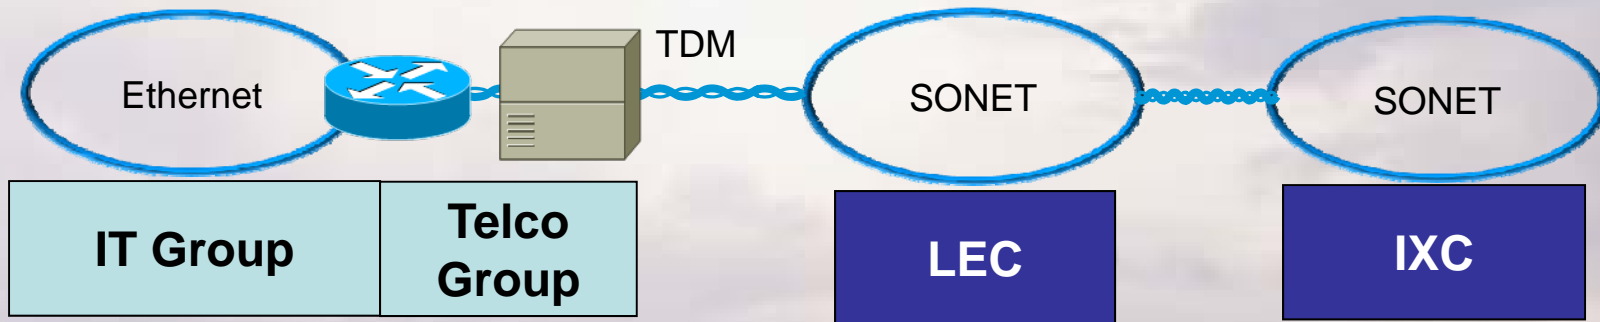 Ethernet
TDM
SONET
SONET
IT Group
Telco
Group
LEC
IXC